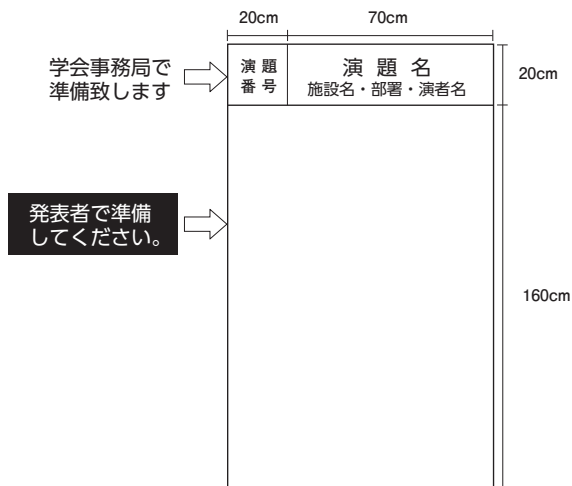 20cm 70cm
学会事務局で
準備致します
演 題
番 号
演 題 名
施設名・部署・演者名
20cm
発表者で準備
してください。
160cm